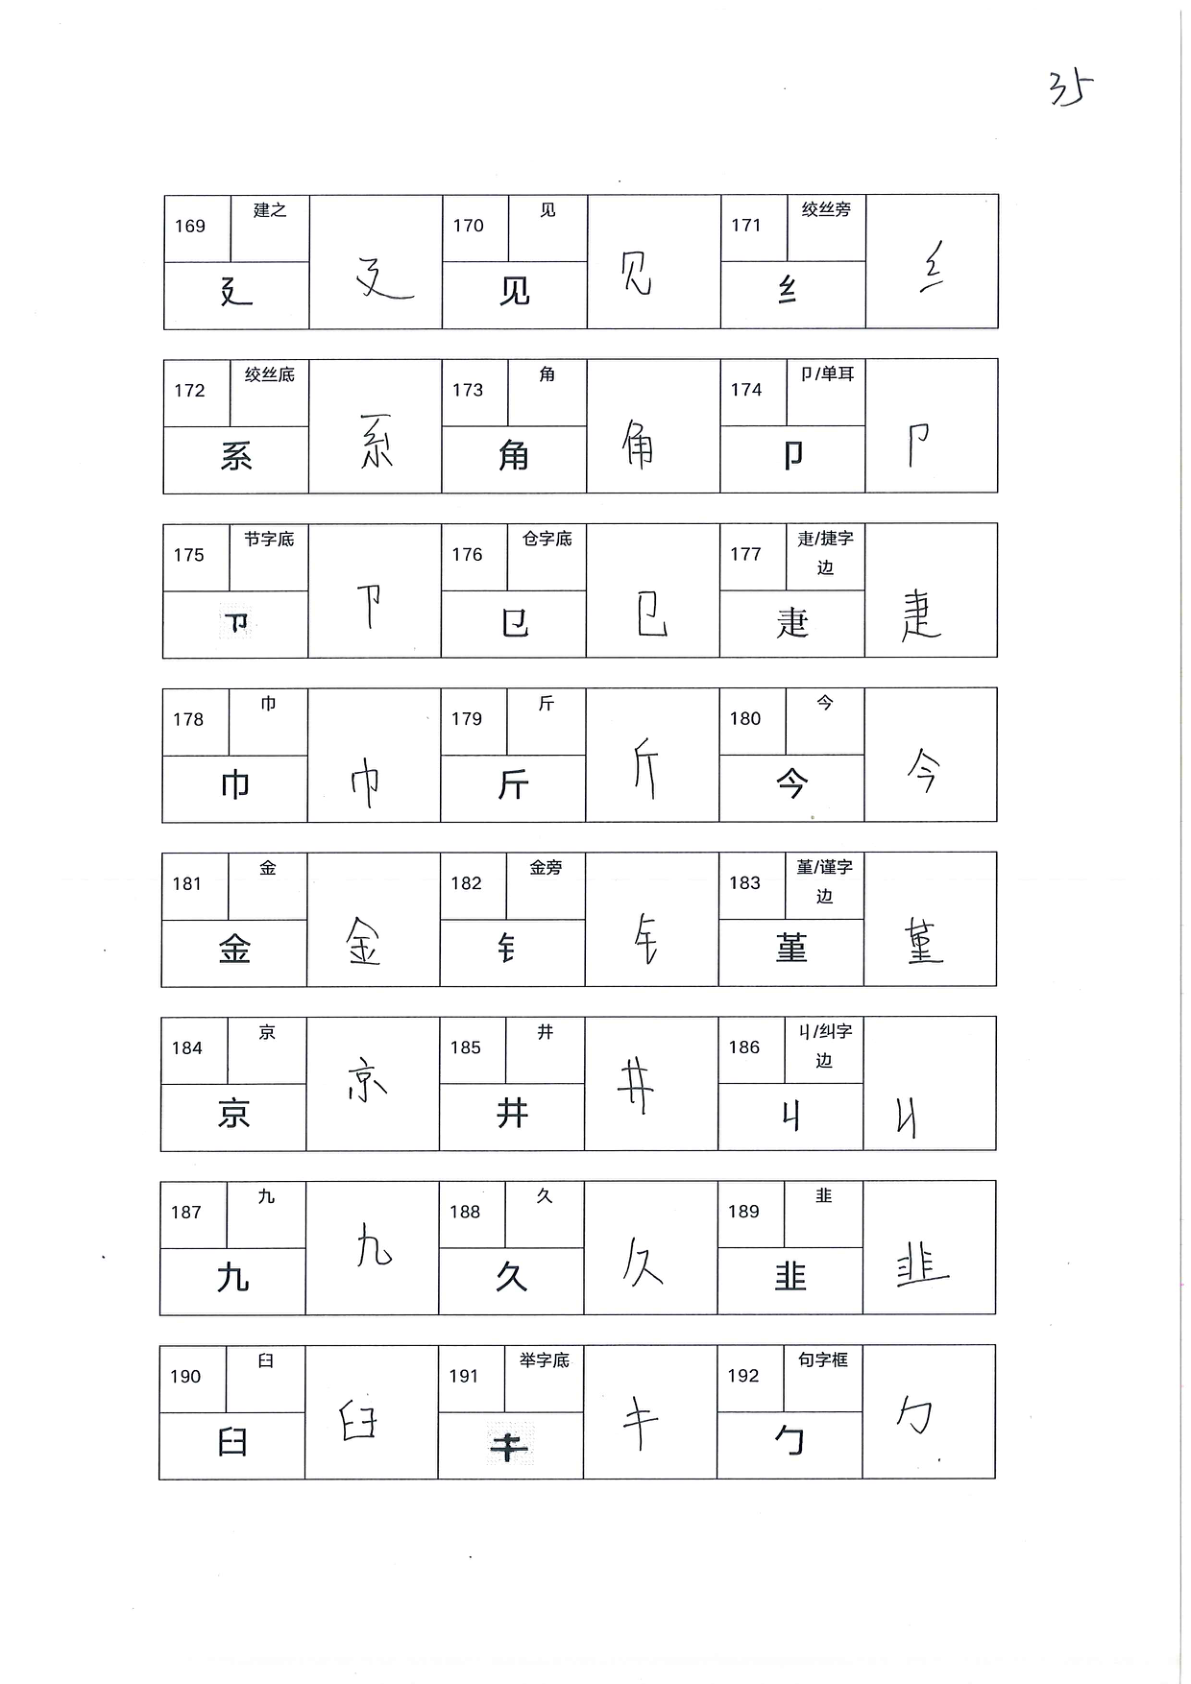 35
169 建之 廴 廴 170 见 见 见 171 绞丝旁 纟 纟
172 绞丝底 系 系 173 角 角 角 174 卩/单耳 卩 卩
175 节字底 卪 卪 176 仓字底 㔾 㔾 177 疌/捷字
边
疌 疌
178 巾 巾 巾 179 斤 斤 斤 180 今 今 今
181 金 金 金 182 金旁 钅 钅 183 堇/谨字
边
堇 堇
184 京 京 京 185 井 井 井 186 丩/纠字
边
丩 丩
187 九 九 九 188 久 久 久 189 韭 韭 韭
190 臼 臼 臼 191 举字底 キ キ 192 句字框 勹 勹